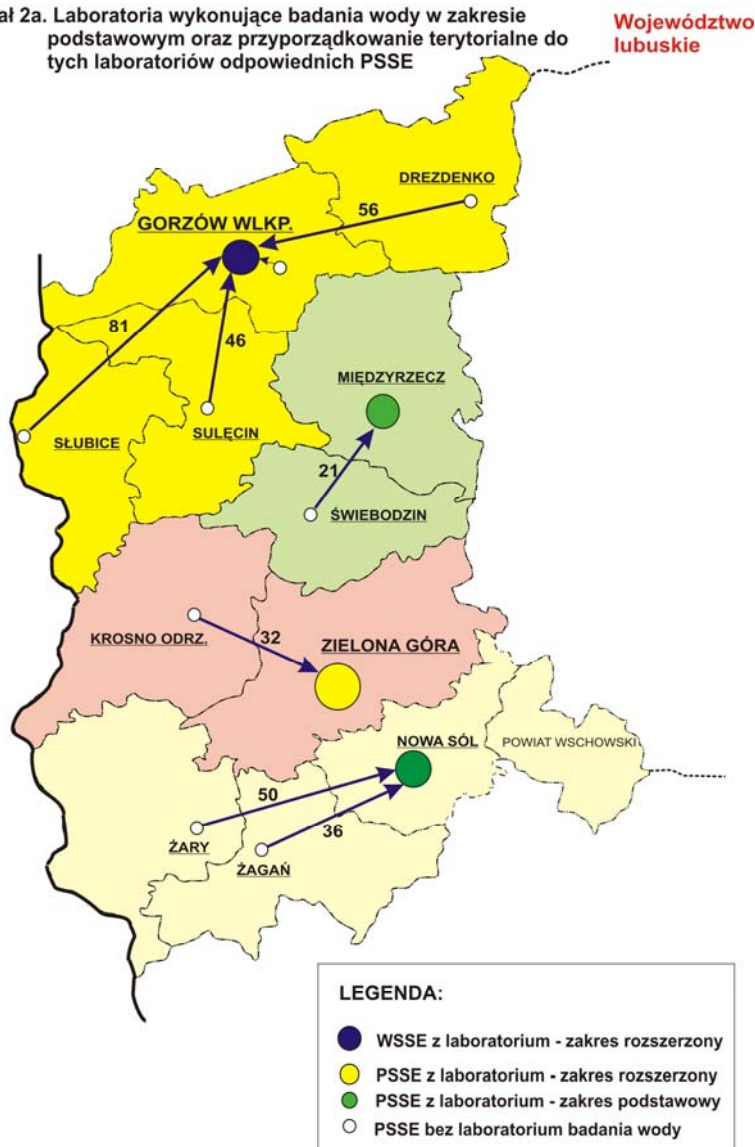 ał 2a. Laboratoria wykonujące badania wody w zakresie
podstawowym oraz przyporządkowanie terytorialne do
tych laboratoriów odpowiednich PSSE
Województwo
lubuskie
DREZDENKO
56
GORZÓW WLKP.
81
46
MIĘDZYRZECZ
SŁUBICE
SULĘCIN
21
ŚWIEBODZIN
KROSNO ODRZ.
32
ZIELONA GÓRA
NOWA SÓL
POWIAT WSCHOWSKI
50
36
ŻARY
ŻAGAŃ
LEGENDA:
WSSE z laboratorium - zakres rozszerzony
PSSE z laboratorium - zakres rozszerzony
PSSE z laboratorium - zakres podstawowy
PSSE bez laboratorium badania wody